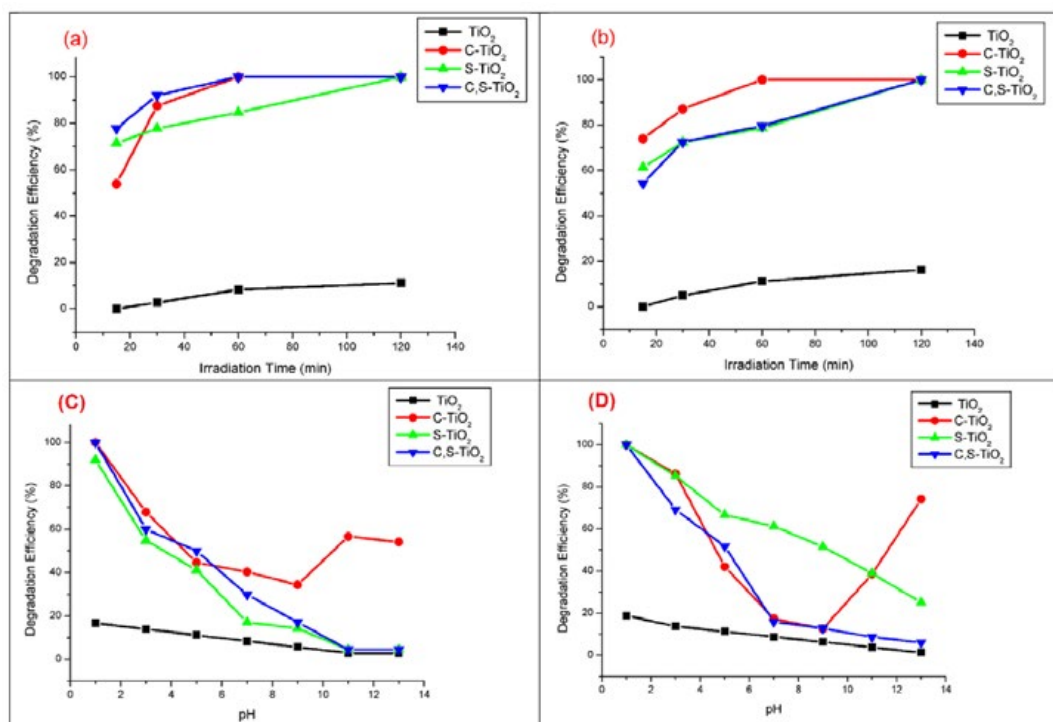 (a)
TiO₂
C-TiO₂
S-TiO₂
C,S-TiO₂
Degradation Efficiency (%)
100
80
60
40
20
0
0 20 40 60 80 100 120 140
Irradiation Time (min)
(b)
TiO₂
C-TiO₂
S-TiO₂
C,S-TiO₂
Degradation Efficiency (%)
100
80
60
40
20
0
0 20 40 60 80 100 120 140
Irradiation Time (min)
(C)
TiO₂
C-TiO₂
S-TiO₂
C,S-TiO₂
Degradation Efficiency (%)
100
80
60
40
20
0
0 2 4 6 8 10 12 14
pH
(D)
TiO₂
C-TiO₂
S-TiO₂
C,S-TiO₂
Degradation Efficiency (%)
100
80
60
40
20
0
0 2 4 6 8 10 12 14
pH